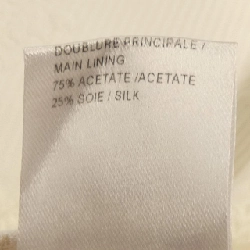 DOUBLURE PRINCIPALE /
MAIN LINING
75% ACETATE /ACETATE
25% SOIE / SILK